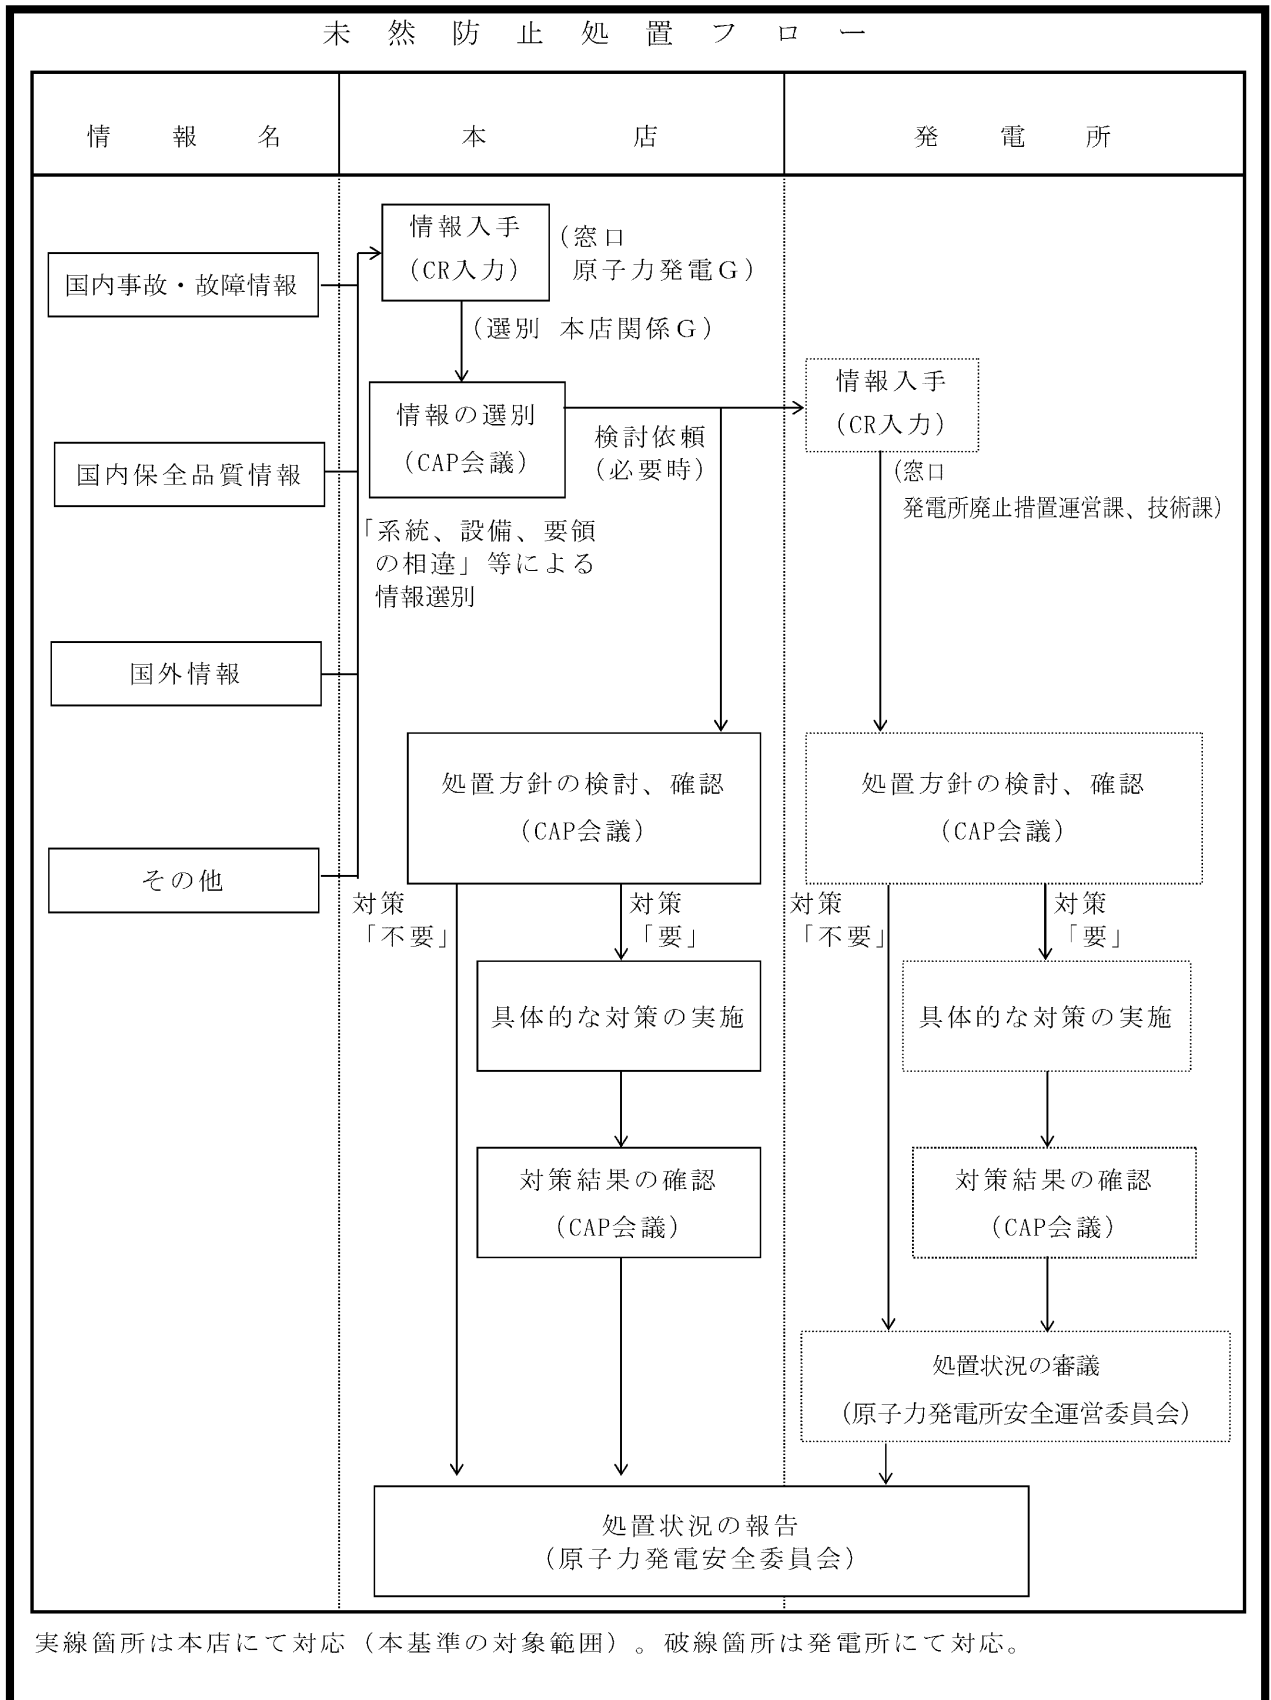 未然防止処置フロー
情報名
本店
発電所
国内事故・故障情報
国内保全品質情報
国外情報
その他
情報入手
（CR入力）
（窓口
原子力発電Ｇ）
（選別 本店関係Ｇ）
情報の選別
（CAP会議）
検討依頼
（必要時）
「系統、設備、要領
の相違」等による
情報選別
処置方針の検討、確認
（CAP会議）
対策
「不要」
対策
「要」
具体的な対策の実施
対策結果の確認
（CAP会議）
情報入手
（CR入力）
（窓口
発電所廃止措置運営課、技術課）
処置方針の検討、確認
（CAP会議）
対策
「不要」
対策
「要」
具体的な対策の実施
対策結果の確認
（CAP会議）
処置状況の審議
（原子力発電所安全運営委員会）
処置状況の報告
（原子力発電安全委員会）
実線箇所は本店にて対応（本基準の対象範囲）。破線箇所は発電所にて対応。